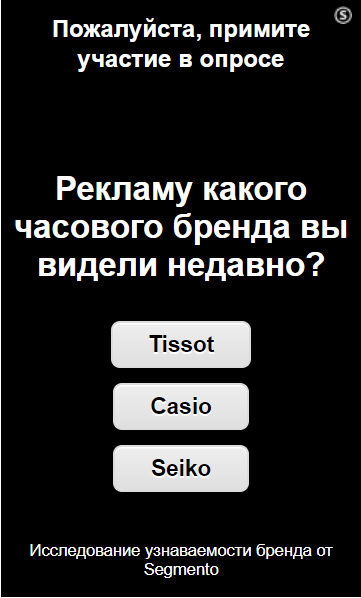 Пожалуйста, примите
участие в опросе
Рекламу какого
часового бренда вы
видели недавно?
Tissot
Casio
Seiko
Исследование узнаваемости бренда от
Segmento